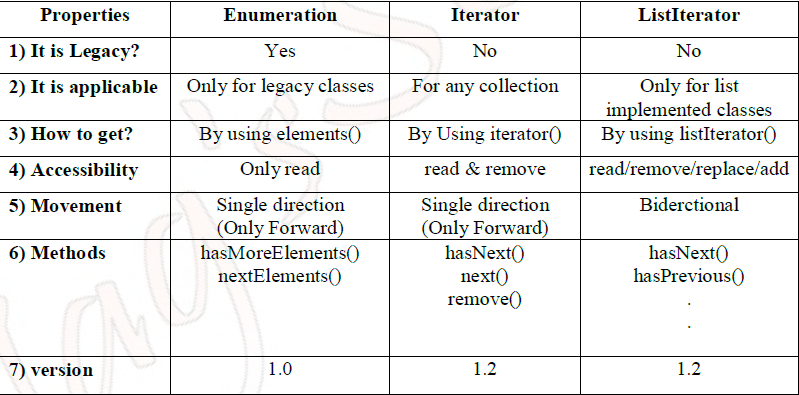 Properties Enumeration Iterator ListIterator
1) It is Legacy? Yes No No
2) It is applicable Only for legacy classes For any collection Only for list
implemented classes
3) How to get? By using elements() By Using iterator() By using listIterator()
4) Accessibility Only read read & remove read/remove/replace/add
5) Movement Single direction Single direction Biderctional
(Only Forward) (Only Forward)
6) Methods hasMoreElements() hasNext() hasNext()
nextElements() next() hasPrevious()
remove() .
.
7) version 1.0 1.2 1.2